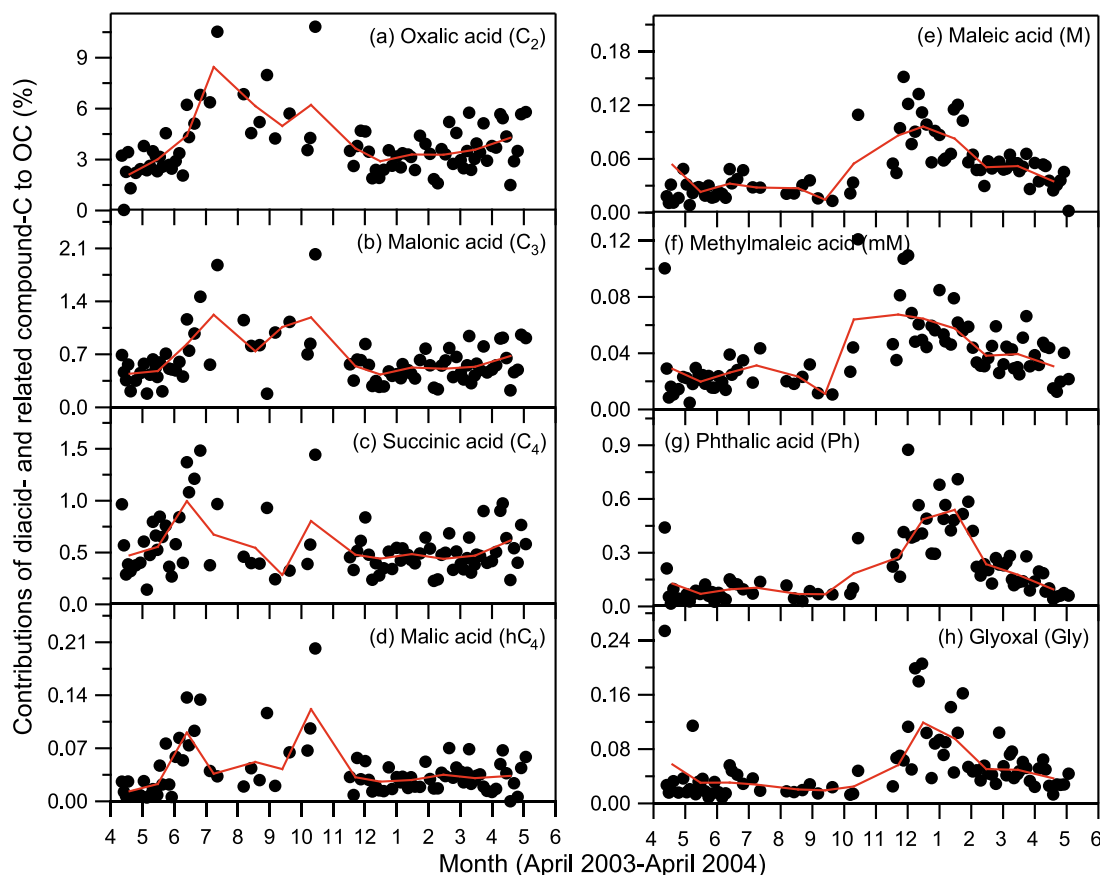 Contributions of diacid- and related compound-C to OC (%)
(a) Oxalic acid (C2)
9
6
3
0
(b) Malonic acid (C3)
2.1
1.4
0.7
0.0
(c) Succinic acid (C4)
1.5
1.0
0.5
0.0
(d) Malic acid (hC4)
0.21
0.14
0.07
0.00
4 5 6 7 8 9 10 11 12 1 2 3 4 5 6
(e) Maleic acid (M)
0.18
0.12
0.06
0.00
(f) Methylmaleic acid (mM)
0.12
0.08
0.04
0.00
(g) Phthalic acid (Ph)
0.9
0.6
0.3
0.0
(h) Glyoxal (Gly)
0.24
0.16
0.08
0.00
4 5 6 7 8 9 10 11 12 1 2 3 4 5 6
Month (April 2003-April 2004)